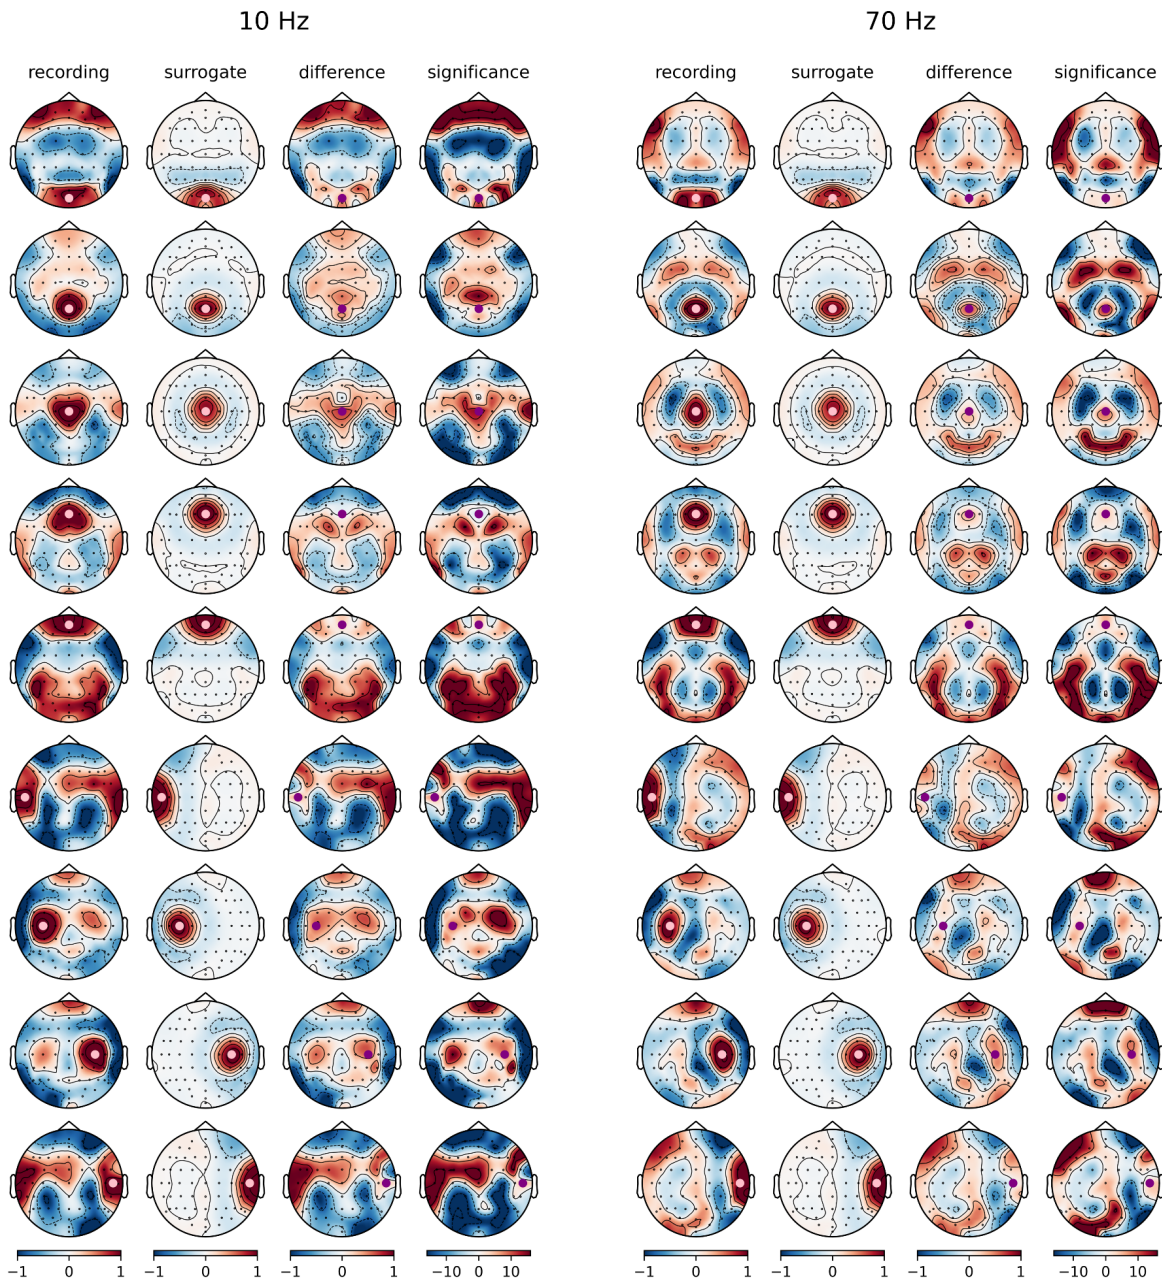 10 Hz 70 Hz
recording surrogate difference significance recording surrogate difference significance
−1 0 1 −1 0 1 −1 0 1 −10 0 10 −1 0 1 −1 0 1 −1 0 1 −10 0 10